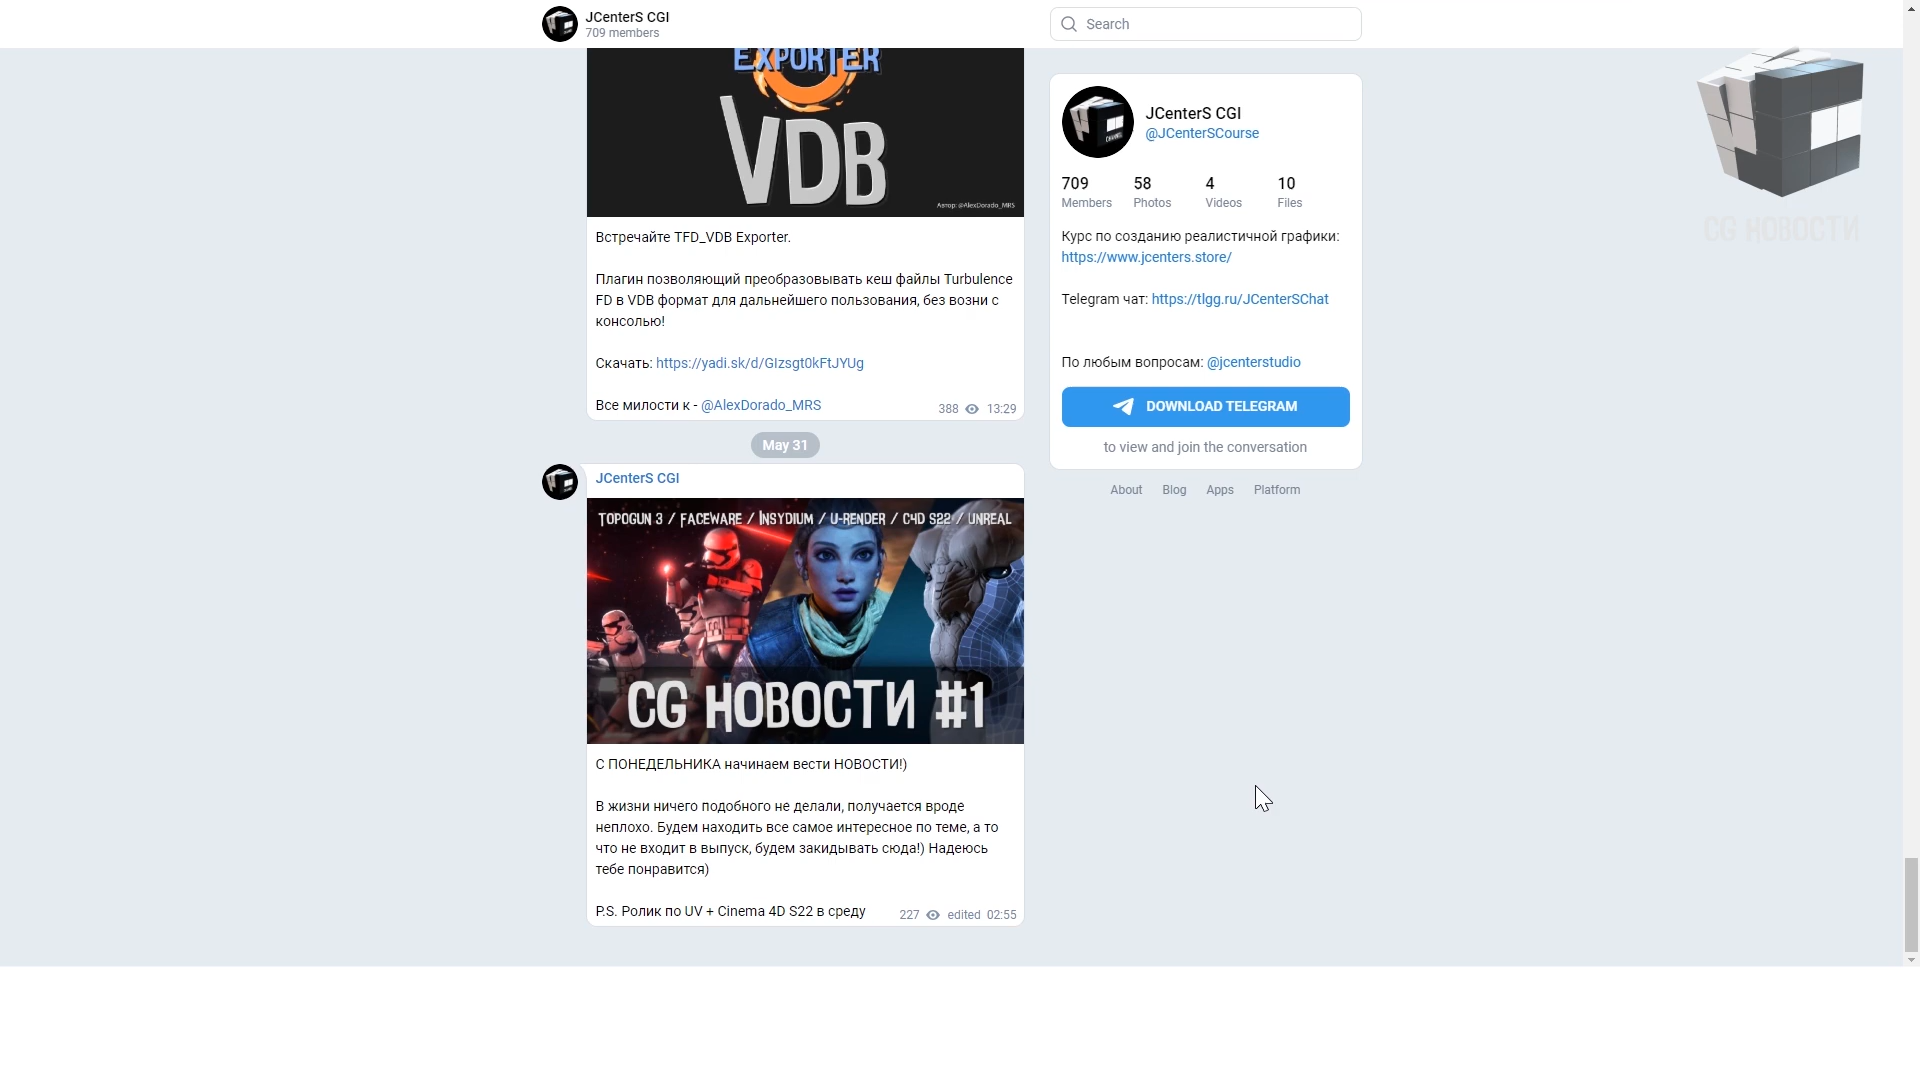 JCenterS CGI
709 members
Search
EXPORTER
VDB
Автор: @AlexDorado_MRS
Встречайте TFD_VDB Exporter.
Плагин позволяющий преобразовывать кеш файлы Turbulence
FD в VDB формат для дальнейшего пользования, без возни с
консолью!
Скачать: https://yadi.sk/d/GIzsgt0kFtJYUg
Все милости к - @AlexDorado_MRS
388 13:29
May 31
JCenterS CGI
TOPOGUN 3 / FACEWARE / INSYDIUM / U-RENDER / C4D S22 / UNREAL
CG НОВОСТИ #1
С ПОНЕДЕЛЬНИКА начинаем вести НОВОСТИ!)
В жизни ничего подобного не делали, получается вроде
неплохо. Будем находить все самое интересное по теме, а то
что не входит в выпуск, будем закидывать сюда!) Надеюсь
тебе понравится)
P.S. Ролик по UV + Cinema 4D S22 в среду
227 edited 02:55
JCenterS CGI
@JCenterSCourse
709 58 4 10
Members Photos Videos Files
Курс по созданию реалистичной графики:
https://www.jcenters.store/
Telegram чат: https://tlgg.ru/JCenterSChat
По любым вопросам: @jcenterstudio
DOWNLOAD TELEGRAM
to view and join the conversation
About Blog Apps Platform
CG НОВОСТИ